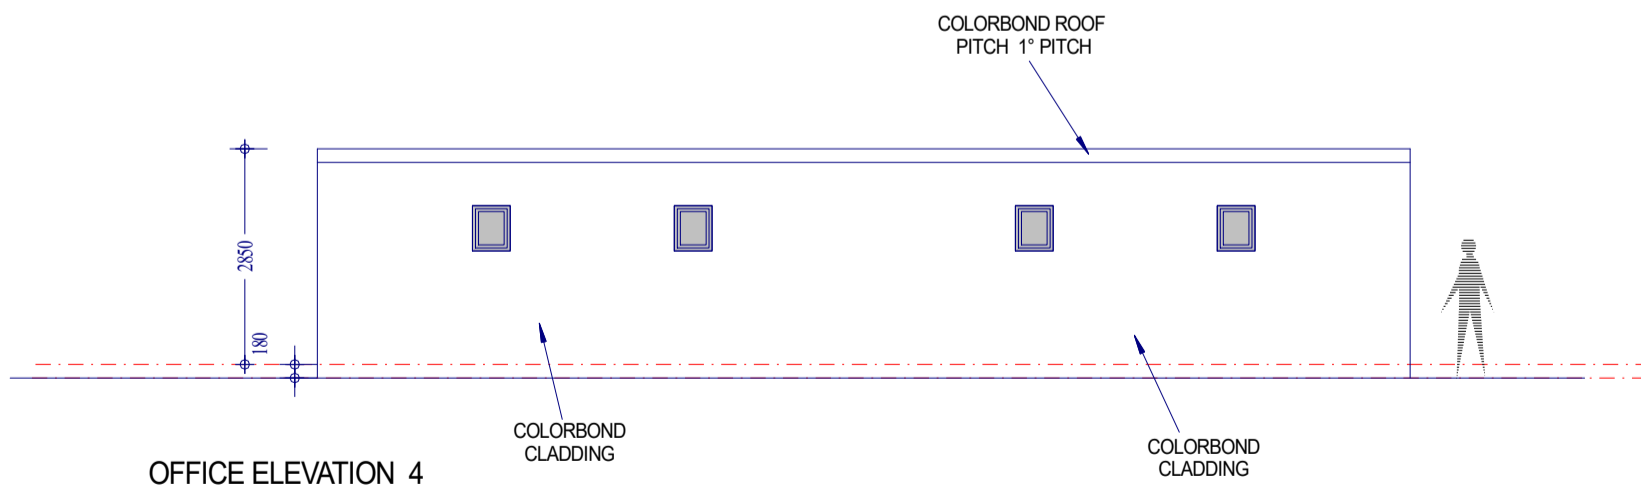 COLORBOND ROOF
PITCH 1° PITCH
2850
180
COLORBOND
CLADDING
COLORBOND
CLADDING
OFFICE ELEVATION 4